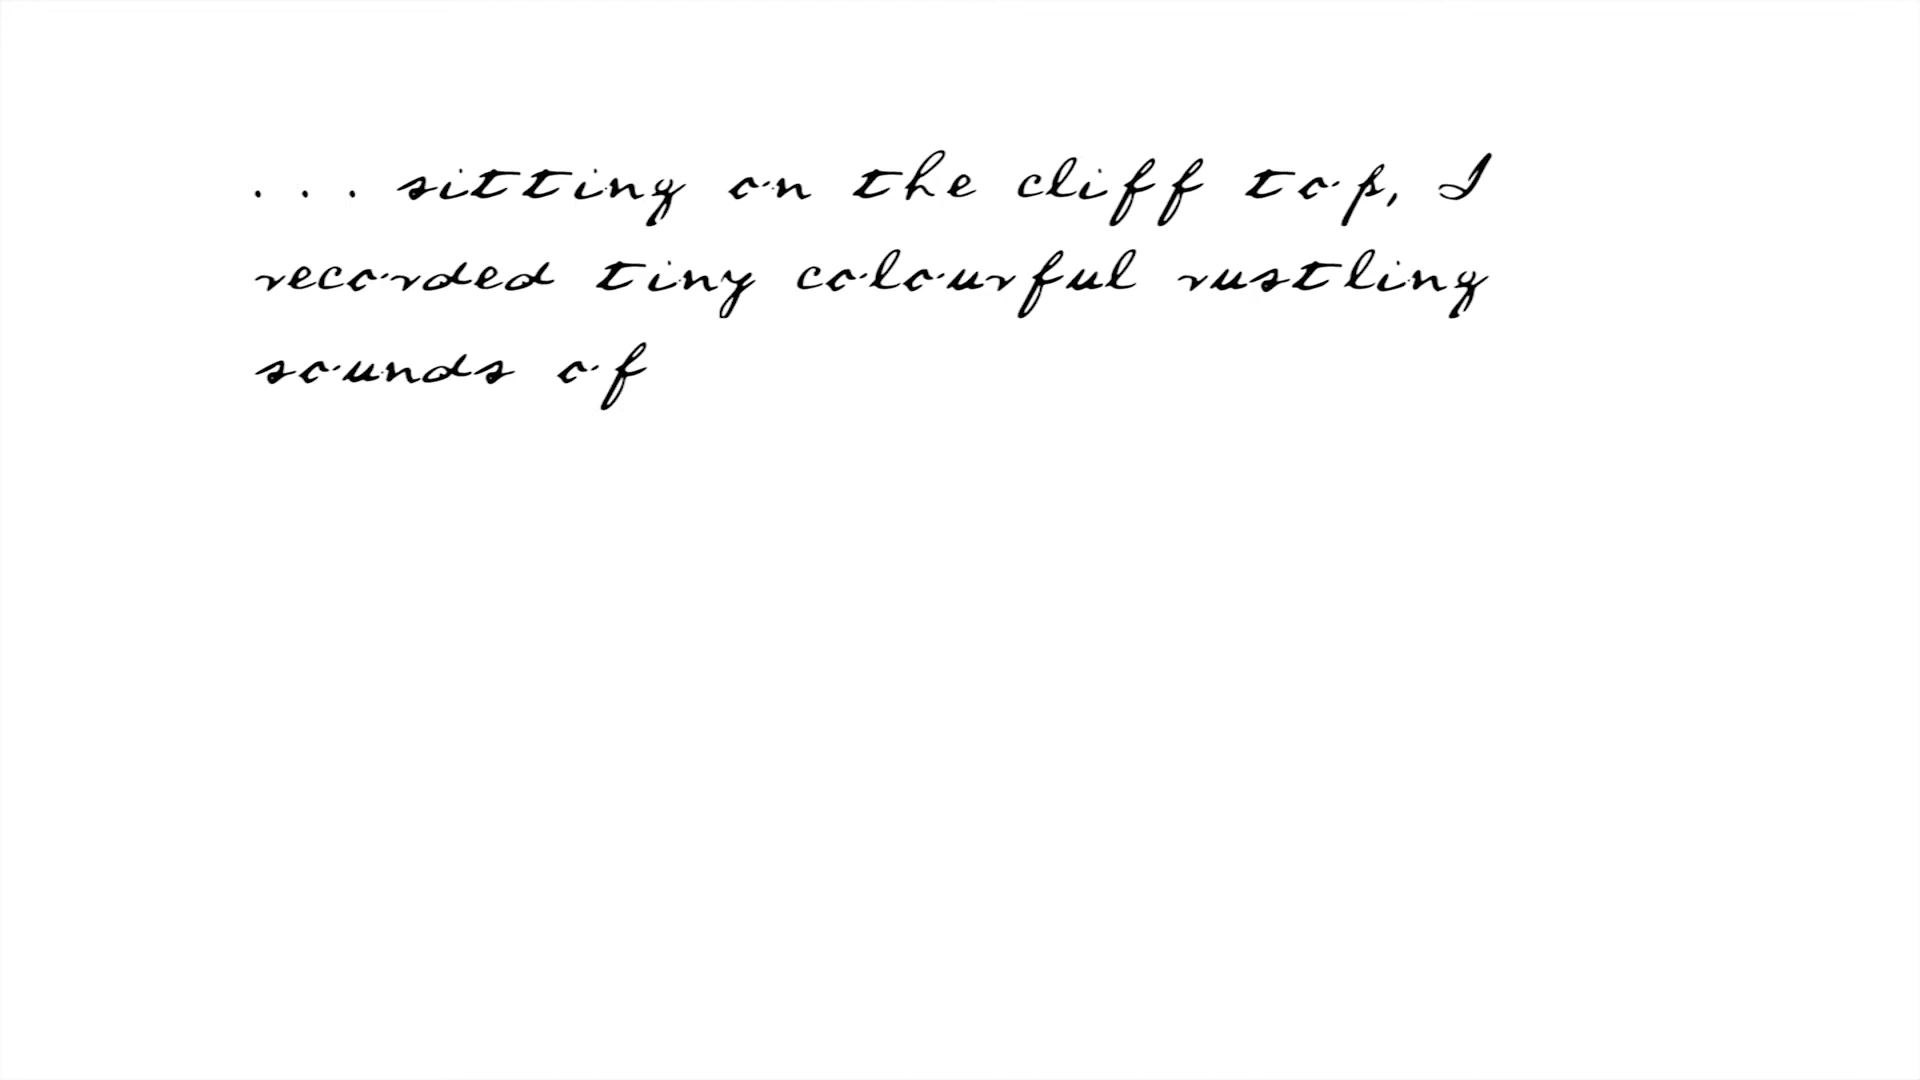 . . . sitting on the cliff top, I
recorded tiny colourful rustling
sounds of